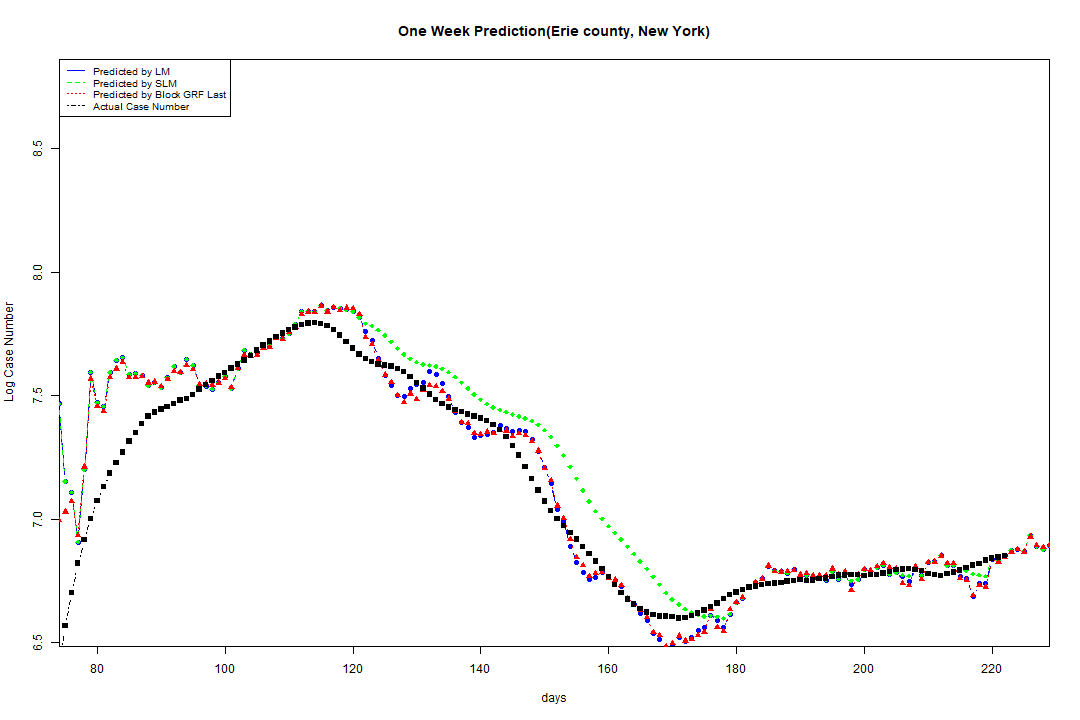 One Week Prediction(Erie county, New York)
Predicted by LM
Predicted by SLM
Predicted by Block GRF Last
Actual Case Number
Log Case Number
8.5
8.0
7.5
7.0
6.5
80 100 120 140 160 180 200 220
days